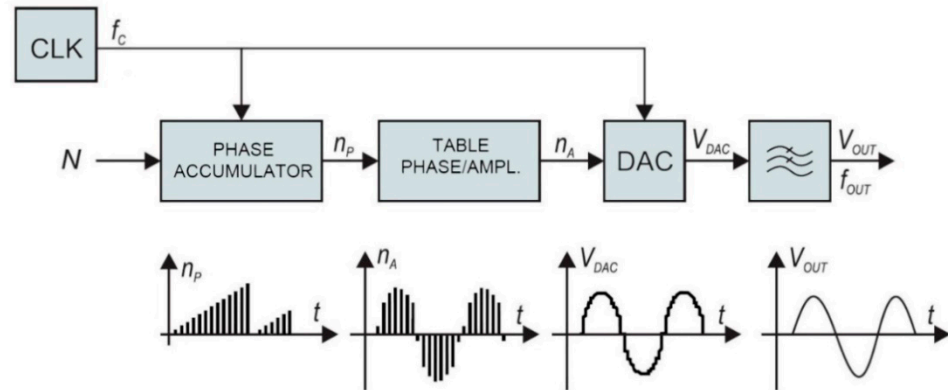 CLK
f_C
N
PHASE
ACCUMULATOR
n_P
TABLE
PHASE/AMPL.
n_A
DAC
V_DAC
V_OUT
f_OUT
n_P
t
n_A
t
V_DAC
t
V_OUT
t